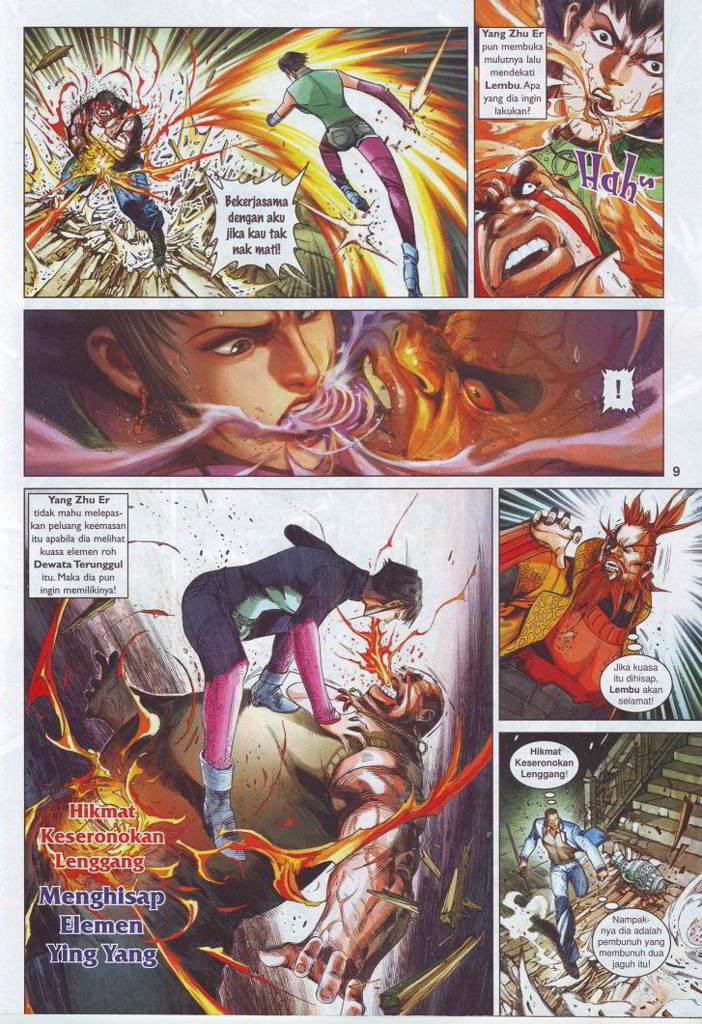 Bekerjasama
dengan aku
jika kau tak
nak mati!
Yang Zhu Er
pun membuka
mulutnya lalu
mendekati
Lembu. Apa
yang dia ingin
lakukan?
Hah~
!
9
Yang Zhu Er
tidak mahu melepas-
kan peluang keemasan
itu apabila dia melihat
kuasa elemen roh
Dewata Terunggul
itu. Maka dia pun
ingin memilikinya!
Hikmat
Keseronokan
Lenggang
Menghisap
Elemen
Ying Yang
Jika kuasa
itu dihisap,
Lembu akan
selamat!
Hikmat
Keseronokan
Lenggang!
Nampak-
nya dia adalah
pembunuh yang
membunuh dua
jaguh itu!